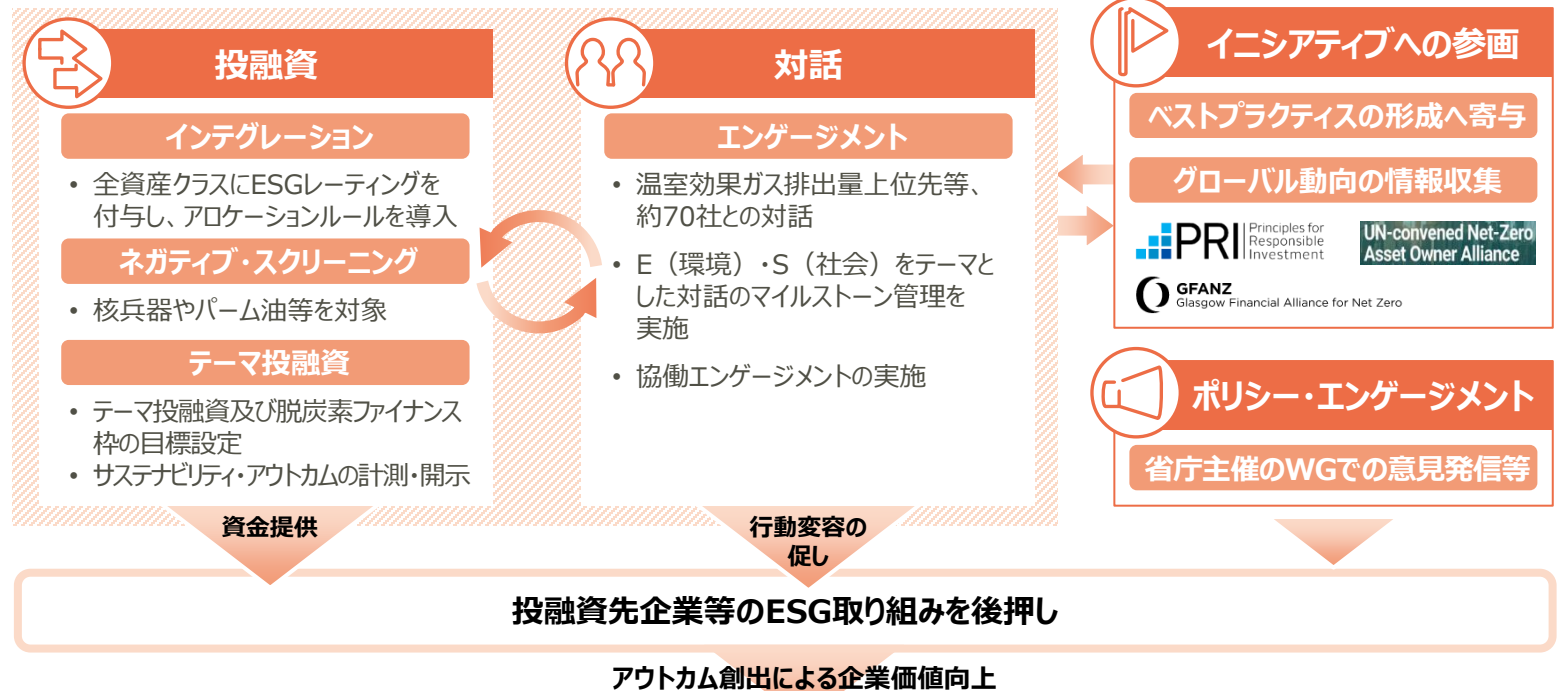 投融資
インテグレーション
• 全資産クラスにESGレーティングを
付与し、アロケーションルールを導入
ネガティブ・スクリーニング
• 核兵器やパーム油等を対象
テーマ投融資
• テーマ投融資及び脱炭素ファイナンス
枠の目標設定
• サステナビリティ・アウトカムの計測・開示
資金提供
対話
エンゲージメント
• 温室効果ガス排出量上位先等、
約70社との対話
• E（環境）・S（社会）をテーマと
した対話のマイルストーン管理を
実施
• 協働エンゲージメントの実施
行動変容の
促し
イニシアティブへの参画
ベストプラクティスの形成へ寄与
グローバル動向の情報収集
PRI
Principles for
Responsible
Investment
UN-convened Net-Zero
Asset Owner Alliance
GFANZ
Glasgow Financial Alliance for Net Zero
ポリシー・エンゲージメント
省庁主催のWGでの意見発信等
投融資先企業等のESG取り組みを後押し
アウトカム創出による企業価値向上